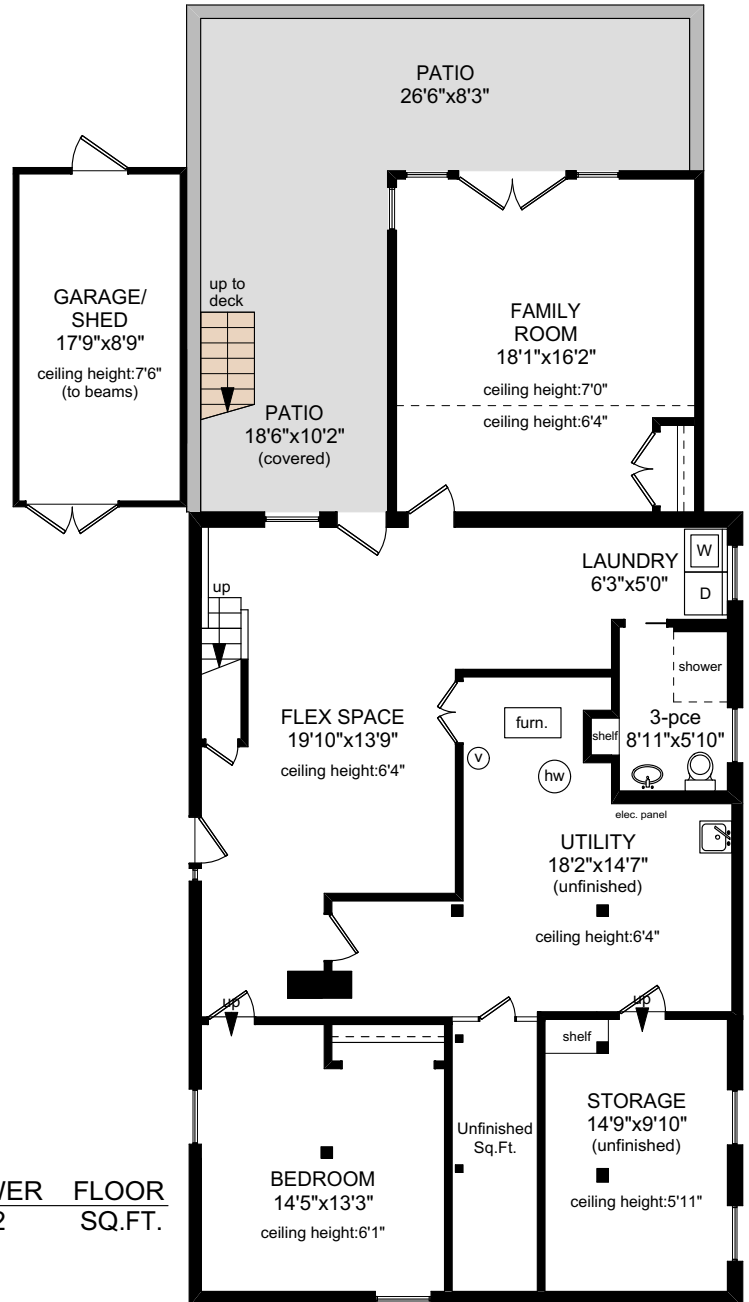 PATIO
26'6"x8'3"
GARAGE/
SHED
17'9"x8'9"
ceiling height:7'6"
(to beams)
up to
deck
FAMILY
ROOM
18'1"x16'2"
ceiling height:7'0"
ceiling height:6'4"
PATIO
18'6"x10'2"
(covered)
LAUNDRY
6'3"x5'0"
W
D
up
shower
FLEX SPACE
19'10"x13'9"
ceiling height:6'4"
furn.
shelf
3-pce
8'11"x5'10"
v
hw
elec. panel
UTILITY
18'2"x14'7"
(unfinished)
ceiling height:6'4"
up
up
shelf
Unfinished
Sq.Ft.
STORAGE
14'9"x9'10"
(unfinished)
ceiling height:5'11"
BEDROOM
14'5"x13'3"
ceiling height:6'1"
FLOOR
SQ.FT.